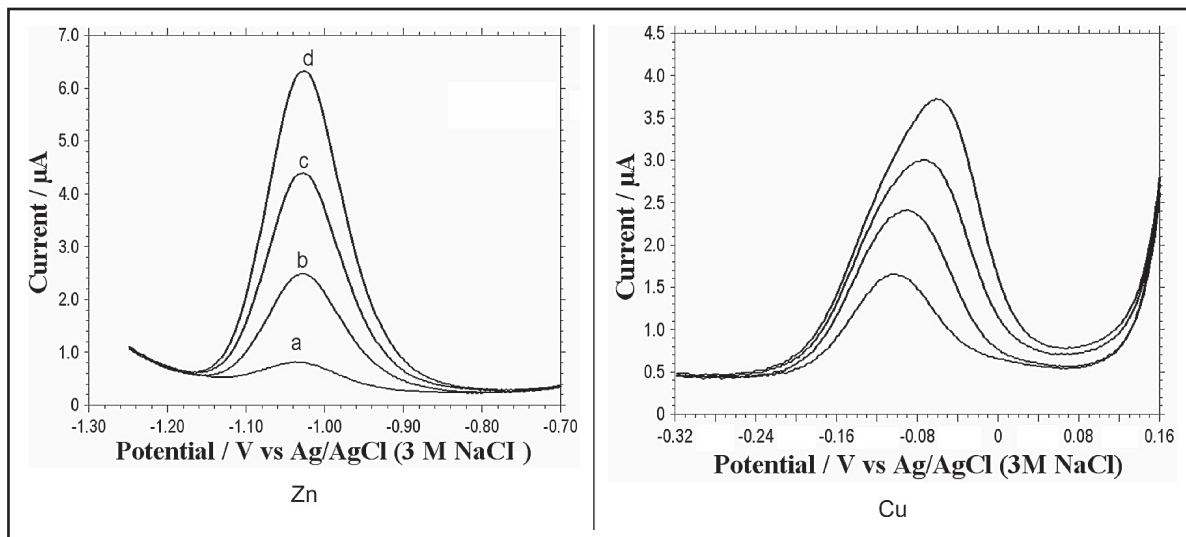 7.0
6.0
5.0
4.0
3.0
2.0
1.0
0
Current / µA
d
c
b
a
-1.30 -1.20 -1.10 -1.00 -0.90 -0.80 -0.70
Potential / V vs Ag/AgCl (3 M NaCl )
Zn
4.5
4.0
3.5
3.0
2.5
2.0
1.5
1.0
0.5
0
Current / µA
-0.32 -1.04 -0.16 -0.08 0 0.08 0.16
Potential / V vs Ag/AgCl (3M NaCl)
Cu